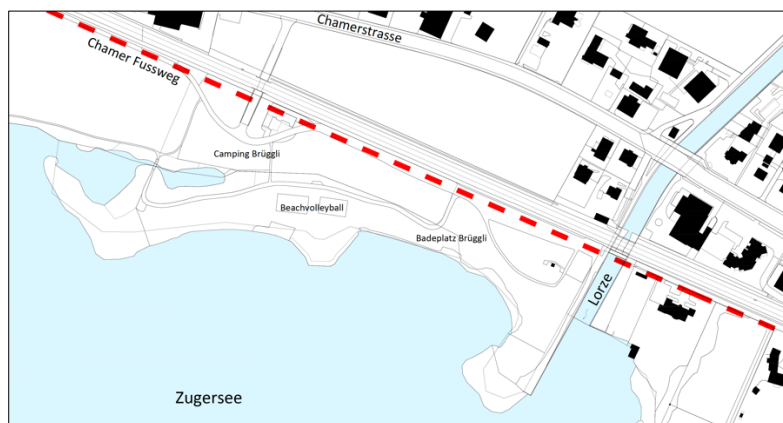 Chamerstrasse
Chamer Fussweg
Camping Brüggli
Beachvolleyball
Badeplatz Brüggli
Lorze
Zugersee